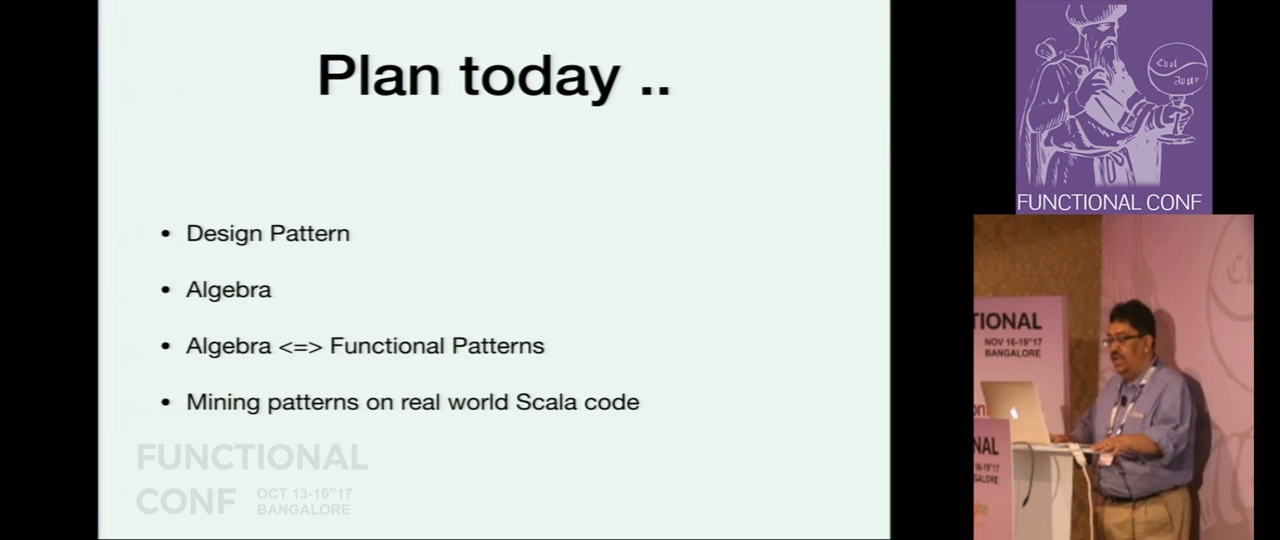 Plan today ..
• Design Pattern
• Algebra
• Algebra <=> Functional Patterns
• Mining patterns on real world Scala code
FUNCTIONAL
CONF OCT 13-16"17
BANGALORE
FUNCTIONAL CONF
TIONAL
NOV 16-19"17
BANGALORE
NAL